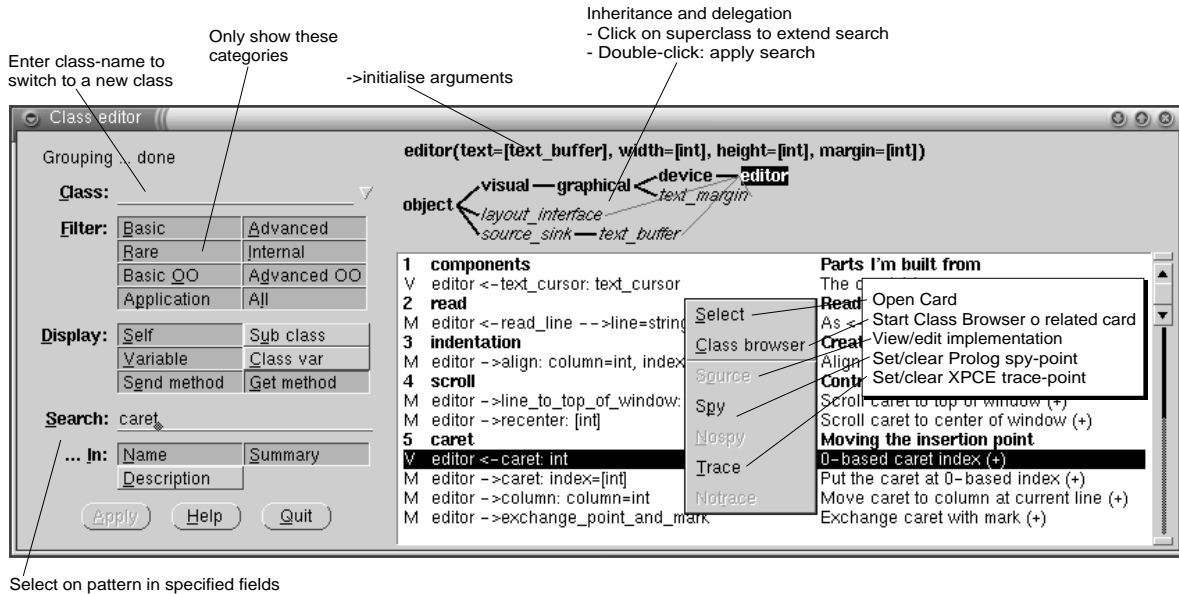 Inheritance and delegation
- Click on superclass to extend search
- Double-click: apply search
Only show these
categories
Enter class-name to
switch to a new class
->initialise arguments
Class editor
Grouping ... done
Class:
Filter: Basic Advanced
Rare Internal
Basic OO Advanced OO
Application All
Display: Self Sub class
Variable Class var
Send method Get method
Search: caret
... In: Name Summary
Description
Apply Help Quit
editor(text=[text_buffer], width=[int], height=[int], margin=[int])
object visual graphical device editor
text_margin
layout_interface
source_sink text_buffer
1 components Parts I'm built from
V editor <-text_cursor: text_cursor The
2 read Read
M editor <-read_line -->line=string As <
3 indentation Creat
M editor ->align: column=int, index Align
4 scroll Contr
M editor ->line_to_top_of_window: Scroll caret to top of window (+)
M editor ->recenter: [int] Scroll caret to center of window (+)
5 caret Moving the insertion point
V editor <-caret: int 0-based caret index (+)
M editor ->caret: index=[int] Put the caret at 0-based index (+)
M editor ->column: column=int Move caret to column at current line (+)
M editor ->exchange_point_and_mark Exchange caret with mark (+)
Select
Class browser
Source
Spy
Nospy
Trace
Notrace
Open Card
Start Class Browser o related card
View/edit implementation
Set/clear Prolog spy-point
Set/clear XPCE trace-point
Select on pattern in specified fields